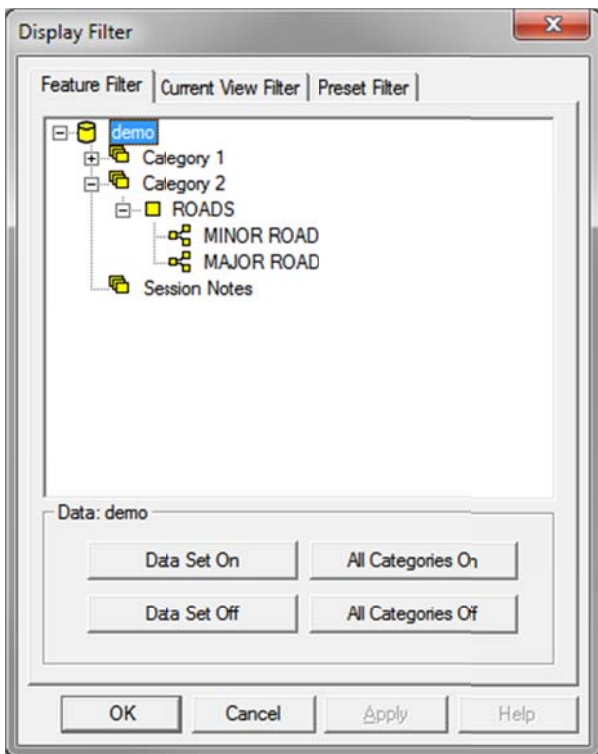 Display Filter
Feature Filter Current View Filter Preset Filter
demo
Category 1
Category 2
ROADS
MINOR ROAD
MAJOR ROAD
Session Notes
Data: demo
Data Set On All Categories On
Data Set Off All Categories Off
OK Cancel Apply Help